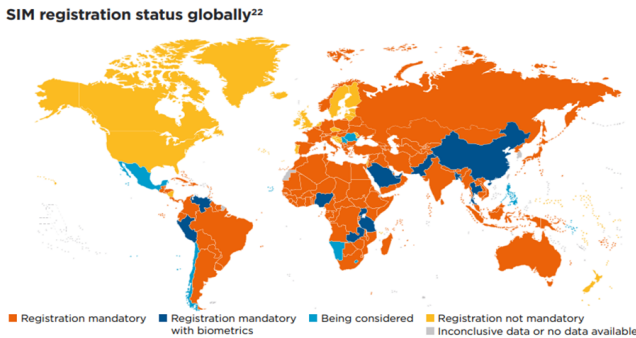 SIM registration status globally²²
Registration mandatory
Registration mandatory with biometrics
Being considered
Registration not mandatory
Inconclusive data or no data available